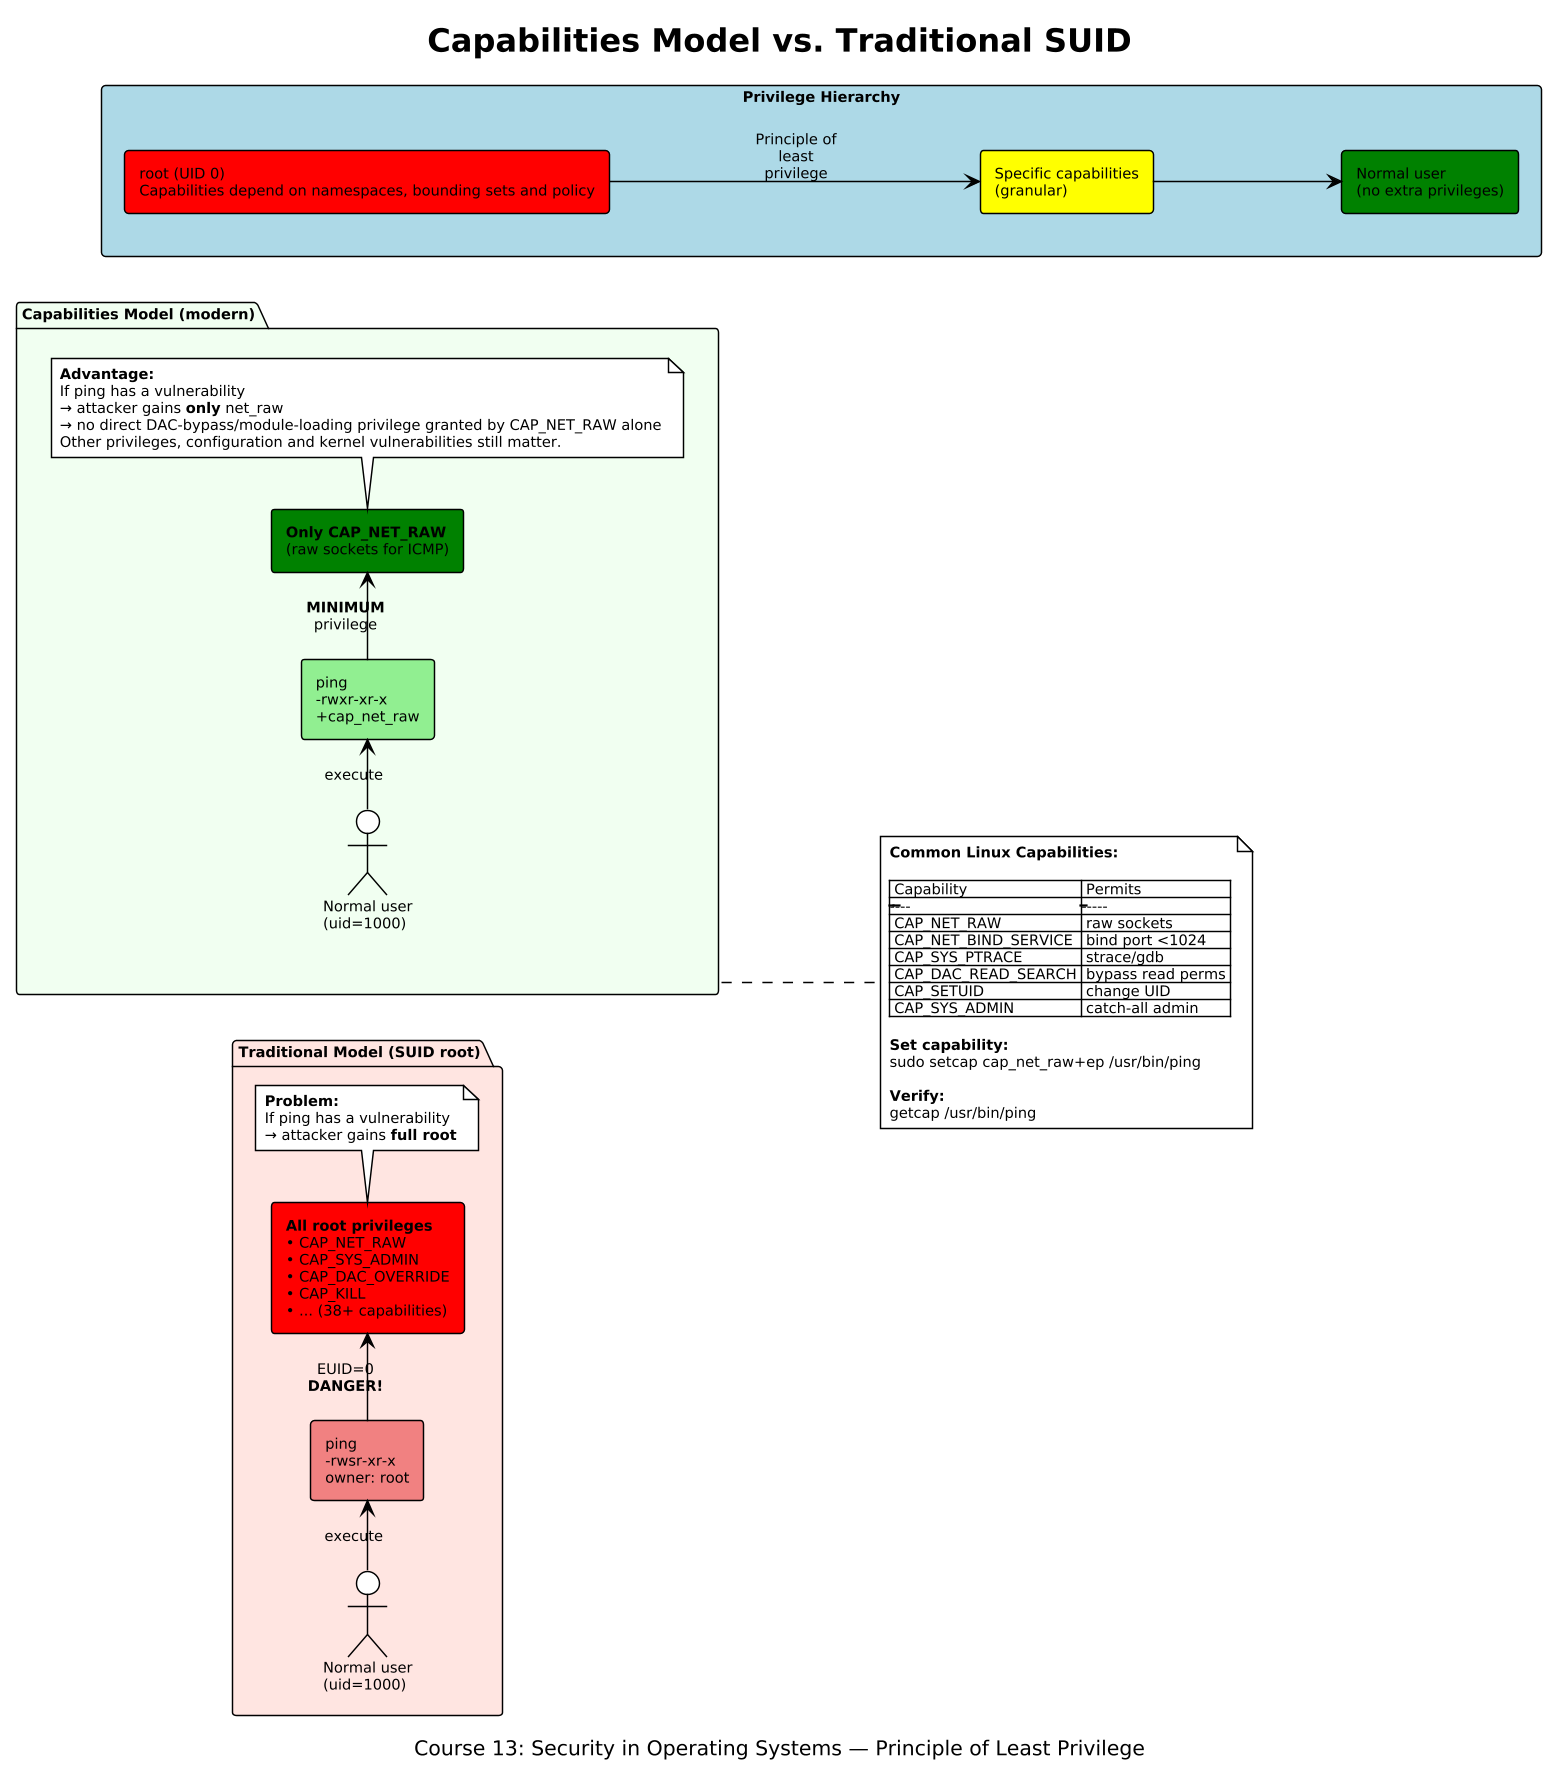 Capabilities Model vs. Traditional SUID
Privilege Hierarchy
root (UID 0)
Capabilities depend on namespaces, bounding sets and policy
Principle of
least
privilege
Specific capabilities
(granular)
Normal user
(no extra privileges)
Capabilities Model (modern)
Advantage:
If ping has a vulnerability
→ attacker gains only net_raw
→ no direct DAC-bypass/module-loading privilege granted by CAP_NET_RAW alone
Other privileges, configuration and kernel vulnerabilities still matter.
Only CAP_NET_RAW
(raw sockets for ICMP)
MINIMUM
privilege
ping
-rwxr-xr-x
+cap_net_raw
execute
Normal user
(uid=1000)
Common Linux Capabilities:
Capability Permits
CAP_NET_RAW raw sockets
CAP_NET_BIND_SERVICE bind port <1024
CAP_SYS_PTRACE strace/gdb
CAP_DAC_READ_SEARCH bypass read perms
CAP_SETUID change UID
CAP_SYS_ADMIN catch-all admin
Set capability:
sudo setcap cap_net_raw+ep /usr/bin/ping
Verify:
getcap /usr/bin/ping
Traditional Model (SUID root)
Problem:
If ping has a vulnerability
→ attacker gains full root
All root privileges
• CAP_NET_RAW
• CAP_SYS_ADMIN
• CAP_DAC_OVERRIDE
• CAP_KILL
• ... (38+ capabilities)
EUID=0
DANGER!
ping
-rwsr-xr-x
owner: root
execute
Normal user
(uid=1000)
Course 13: Security in Operating Systems — Principle of Least Privilege